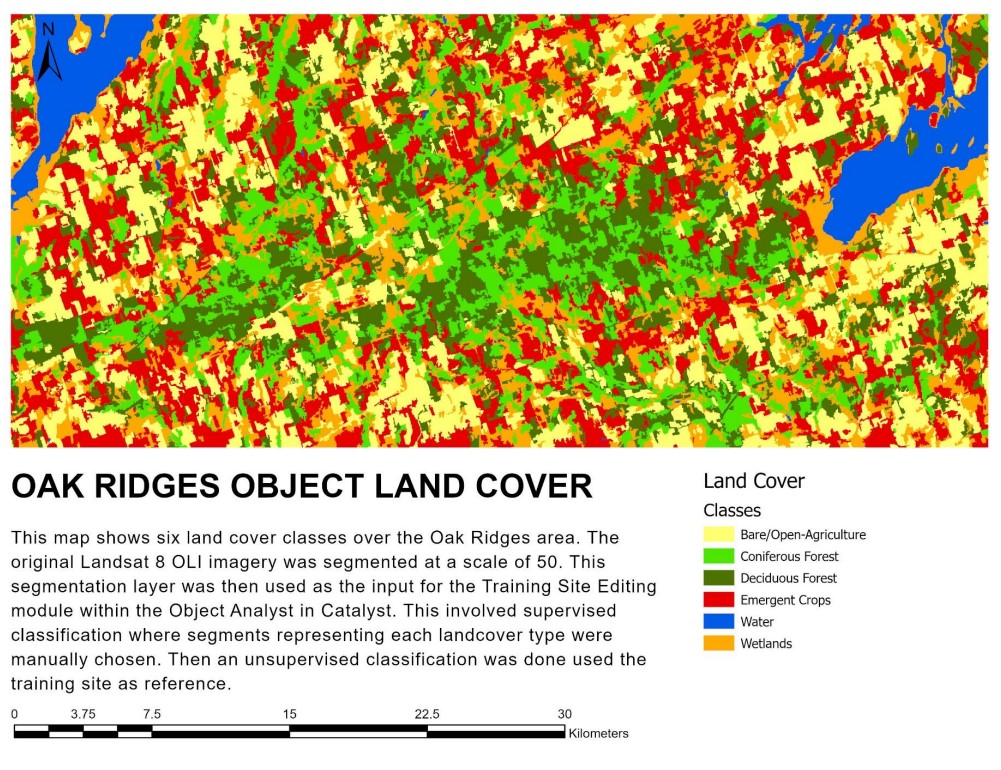 N
OAK RIDGES OBJECT LAND COVER
This map shows six land cover classes over the Oak Ridges area. The
original Landsat 8 OLI imagery was segmented at a scale of 50. This
segmentation layer was then used as the input for the Training Site Editing
module within the Object Analyst in Catalyst. This involved supervised
classification where segments representing each landcover type were
manually chosen. Then an unsupervised classification was done used the
training site as reference.
0 3.75 7.5 15 22.5 30
Kilometers
Land Cover
Classes
Bare/Open-Agriculture
Coniferous Forest
Deciduous Forest
Emergent Crops
Water
Wetlands